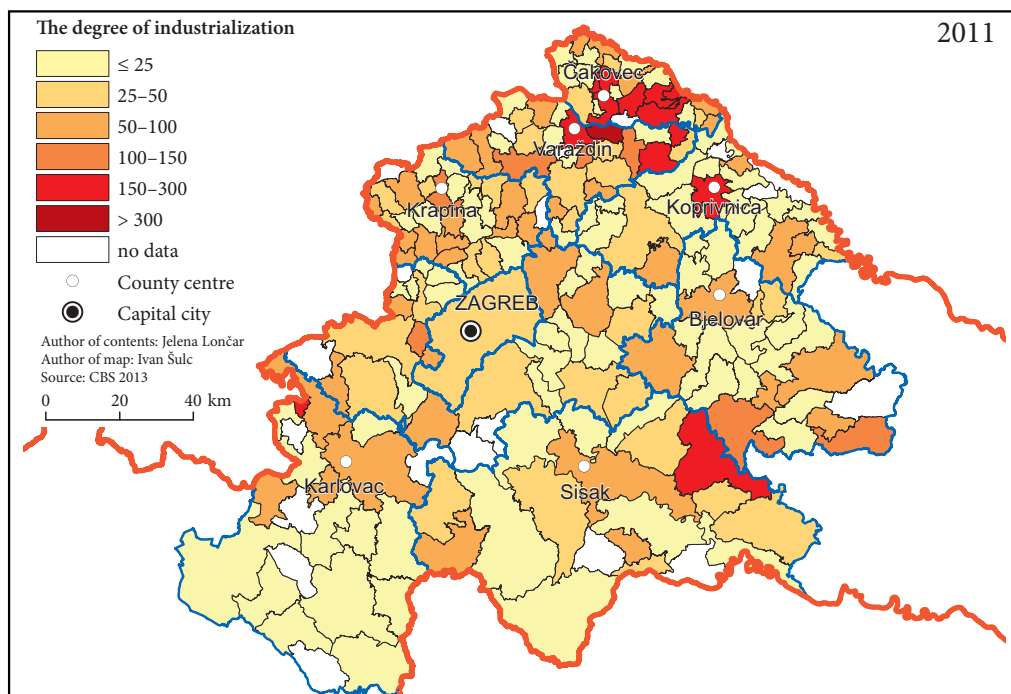 The degree of industrialization
2011
≤ 25
25–50
50–100
100–150
150–300
> 300
no data
County centre
Capital city
Author of contents: Jelena Lončar
Author of map: Ivan Šulc
Source: CBS 2013
0 20 40 km
Čakovec
Varaždin
Krapina
Koprivnica
ZAGREB
Bjelovar
Karlovac
Sisak